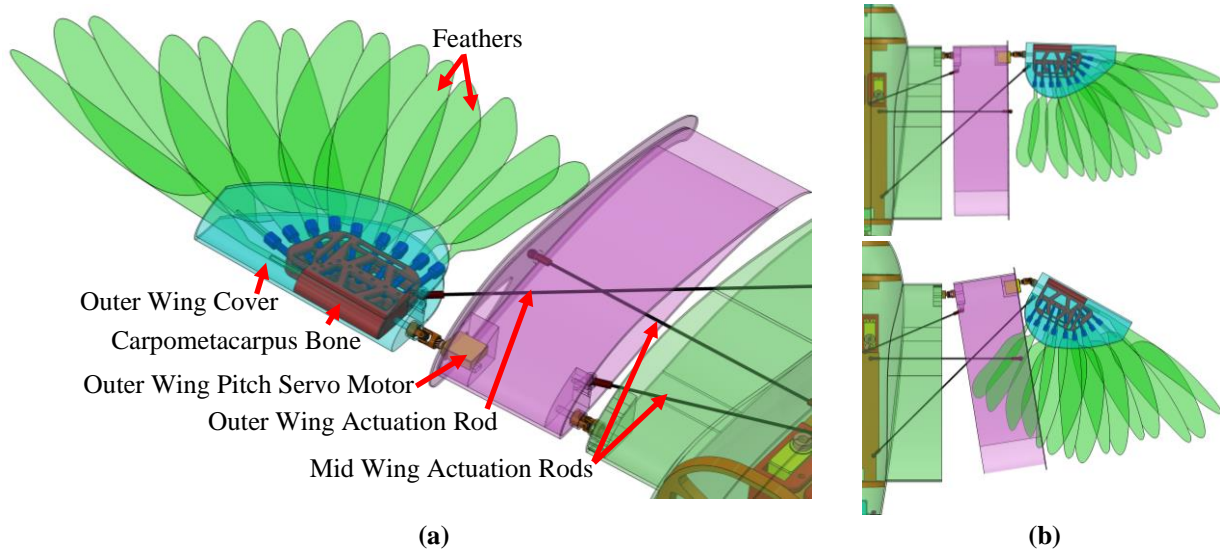 Feathers
Outer Wing Cover
Carpometacarpus Bone
Outer Wing Pitch Servo Motor
Outer Wing Actuation Rod
Mid Wing Actuation Rods
(a)
(b)